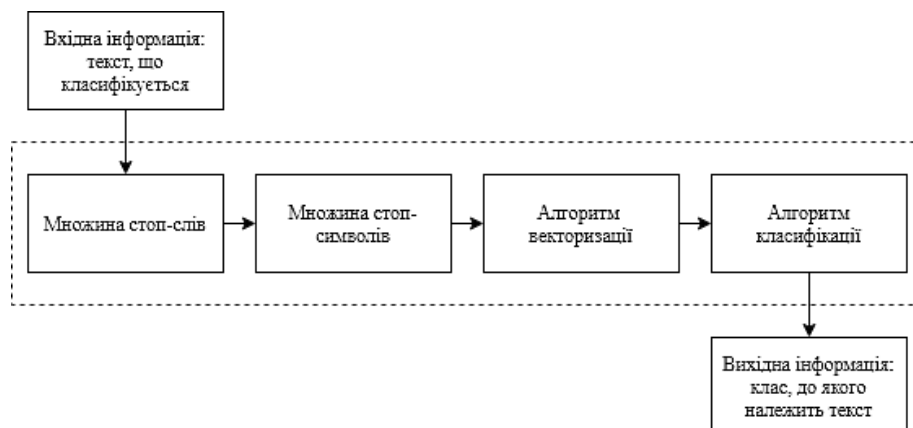 Вхідна інформація:
текст, що
класифікується
Множина стоп-слів
Множина стоп-
символів
Алгоритм
векторизації
Алгоритм
класифікації
Вихідна інформація:
клас, до якого
належить текст